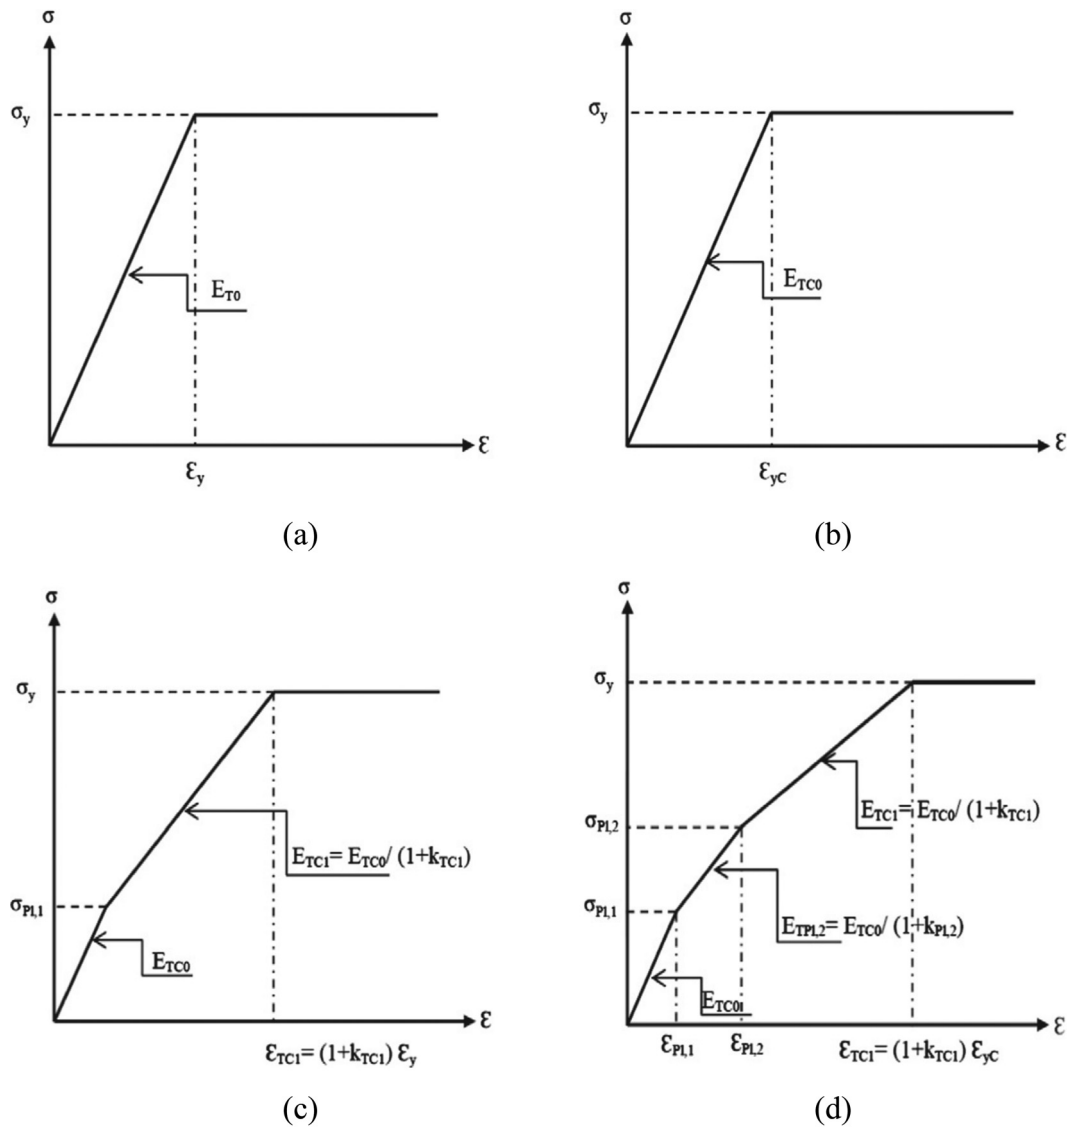 σ
σy
ET0
ε
εy
(a)
σ
σy
ETC0
ε
εyC
(b)
σ
σy
ETC1= ETC0/ (1+kTC1)
σPl,1
ETC0
ε
εTC1= (1+kTC1) εy
(c)
σ
σy
ETC1= ETC0/ (1+kTC1)
σPl,2
σPl,1
ETPl,2= ETC0/ (1+kPl,2)
ETC0
ε
εPl,1 εPl,2 εTC1= (1+kTC1) εyC
(d)